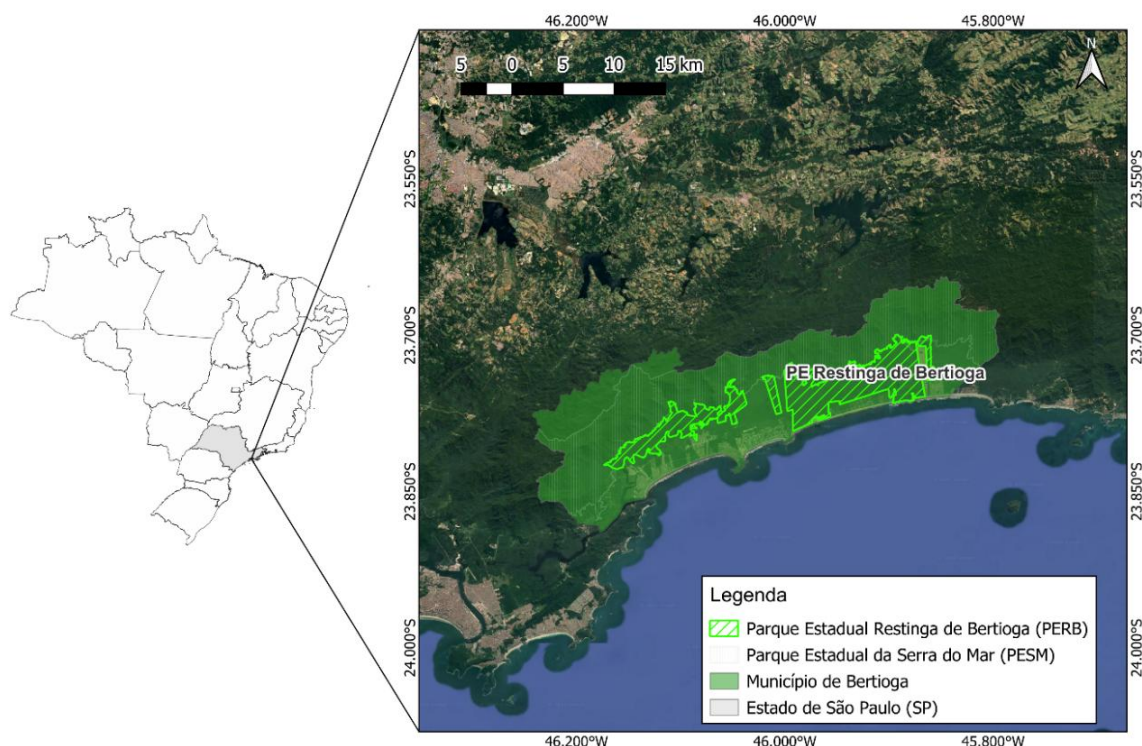 46.200°W 46.000°W 45.800°W
N
5 0 5 10 15 km
23.550°S 23.550°S
23.700°S 23.700°S
PE Restinga de Bertioga
23.850°S 23.850°S
Legenda
Parque Estadual Restinga de Bertioga (PERB)
Parque Estadual da Serra do Mar (PESM)
Município de Bertioga
Estado de São Paulo (SP)
24.000°S 24.000°S
46.200°W 46.000°W 45.800°W